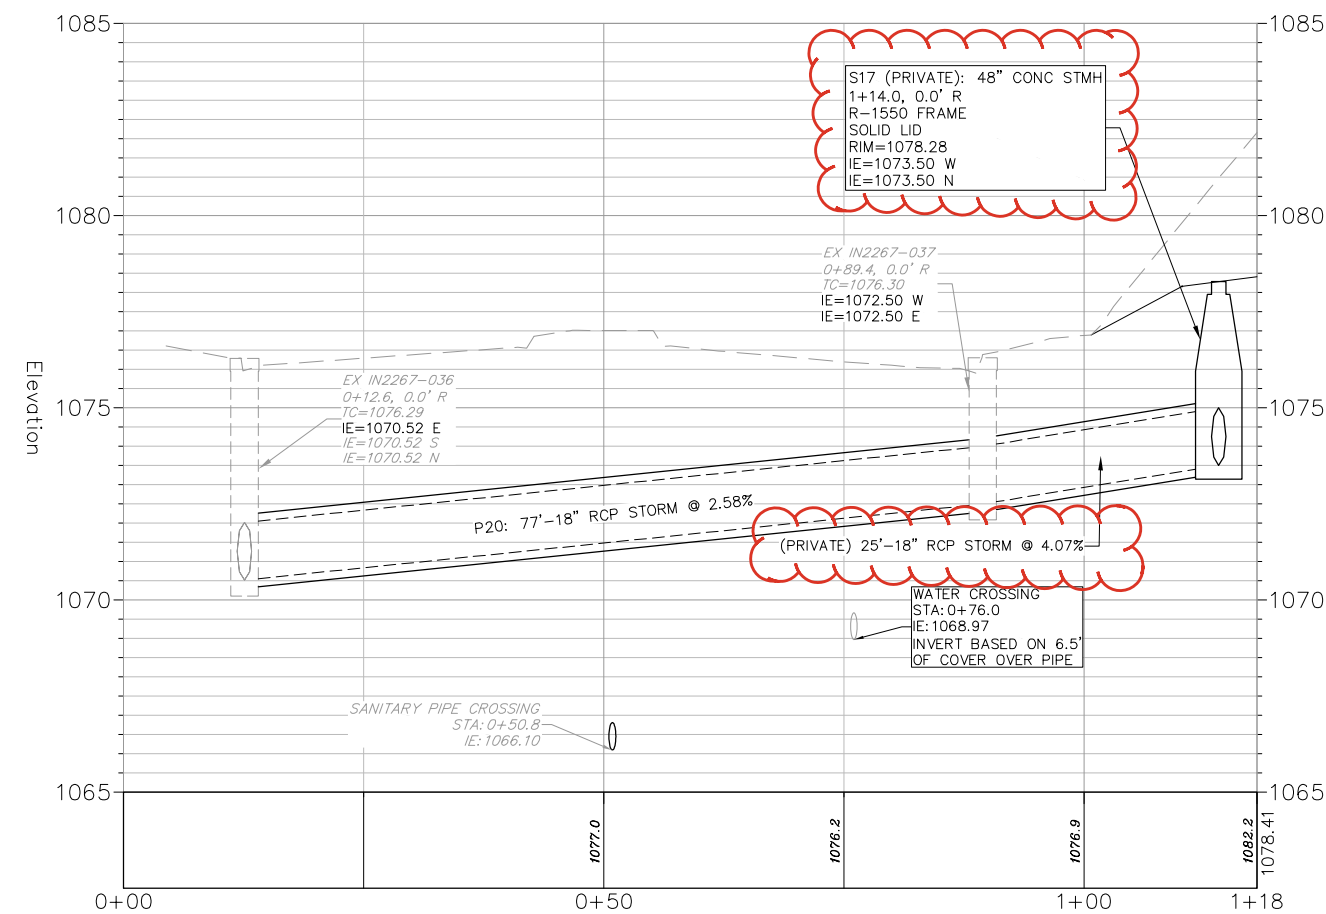 1085
1085
S17 (PRIVATE): 48" CONC STMH
1+14.0, 0.0' R
R-1550 FRAME
SOLID LID
RIM=1078.28
IE=1073.50 W
IE=1073.50 N
1080
1080
EX IN2267-037
0+89.4, 0.0' R
TC=1076.30
IE=1072.50 W
IE=1072.50 E
Elevation
EX IN2267-036
0+12.6, 0.0' R
TC=1076.29
IE=1070.52 E
IE=1070.52 S
IE=1070.52 N
1075
1075
P20: 77'-18" RCP STORM @ 2.58%
(PRIVATE) 25'-18" RCP STORM @ 4.07%
1070
1070
WATER CROSSING
STA: 0+76.0
IE: 1068.97
INVERT BASED ON 6.5'
OF COVER OVER PIPE
SANITARY PIPE CROSSING
STA: 0+50.8
IE: 1066.10
1065
1065
1077.0
1076.2
1076.9
1082.2
1078.41
0+00
0+50
1+00
1+18